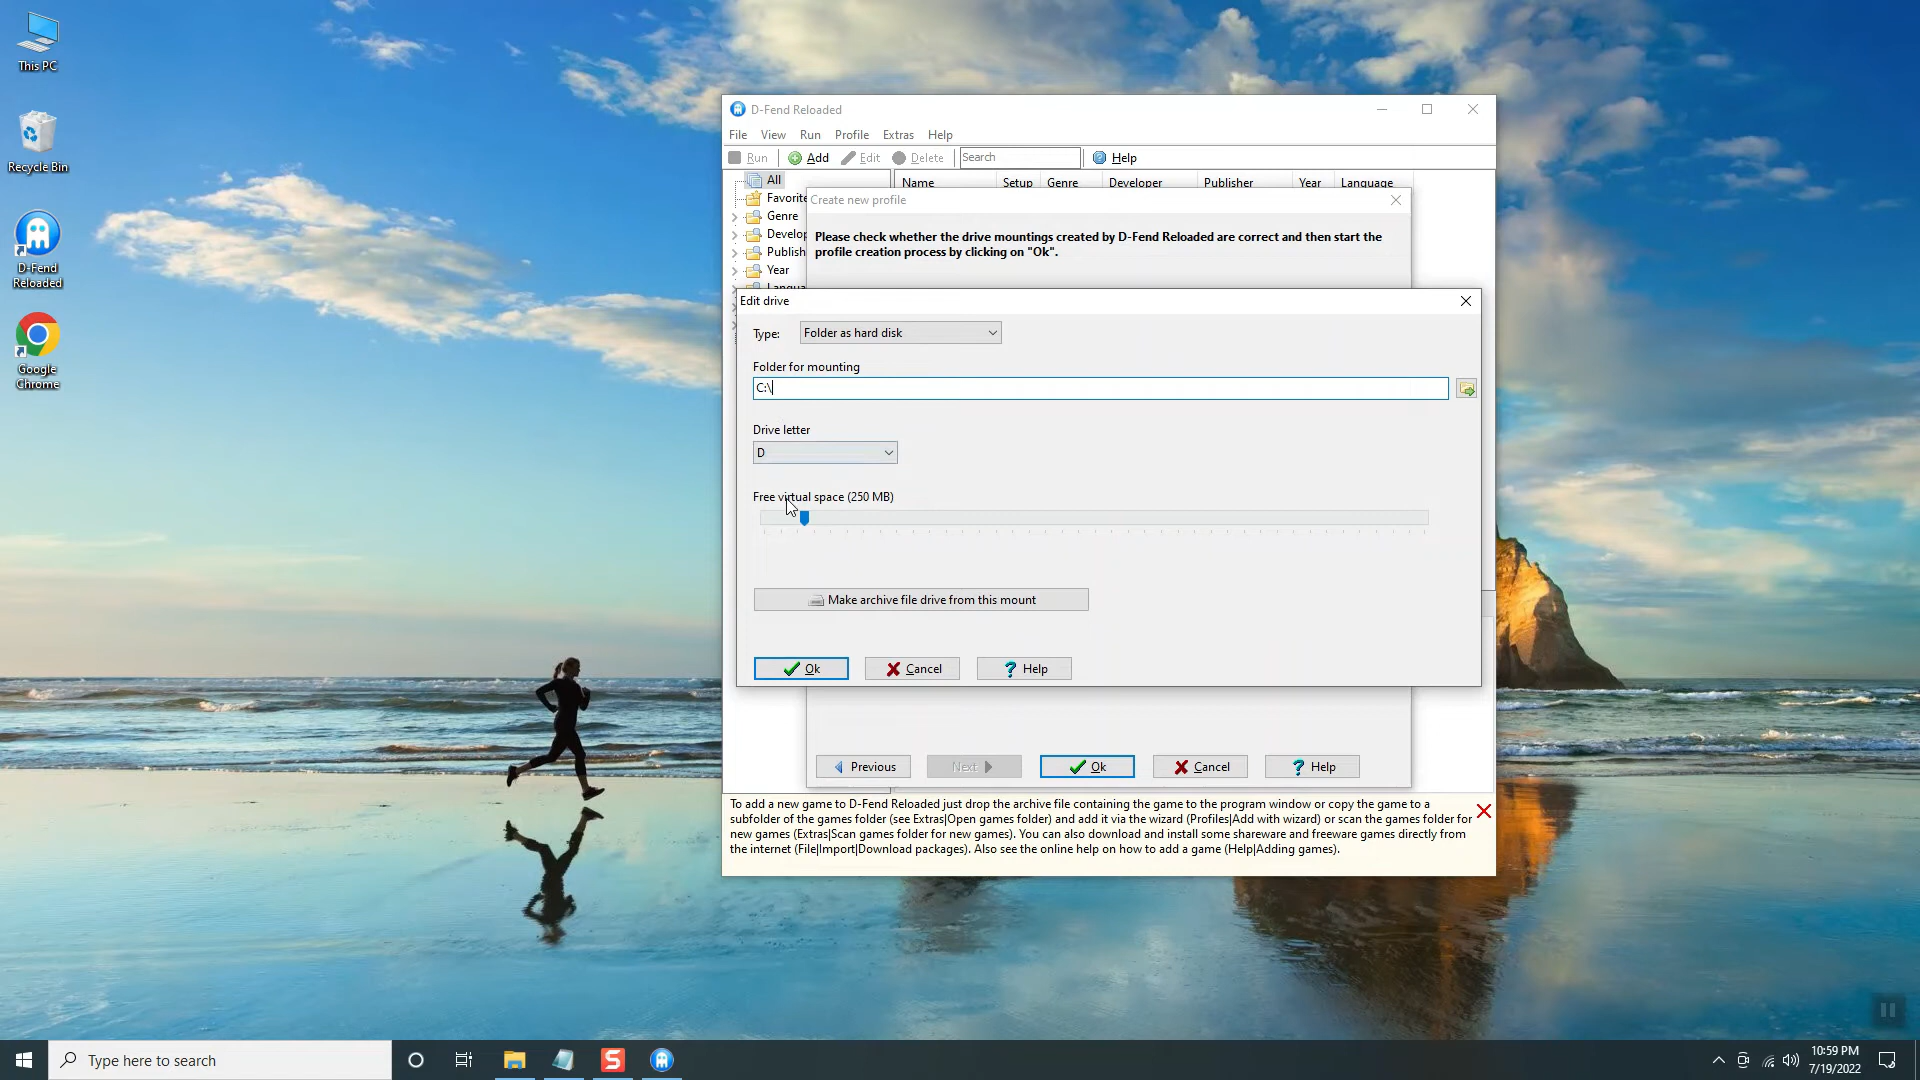 This PC
Recycle Bin
D-Fend
Reloaded
Google
Chrome
D-Fend Reloaded
File View Run Profile Extras Help
Run Add Edit Delete Search Help
All
Name Setup Genre Developer Publisher Year Language
Favorite
Genre
Develop
Publish
Year
Create new profile
Please check whether the drive mountings created by D-Fend Reloaded are correct and then start the
profile creation process by clicking on "Ok".
Edit drive
Type: Folder as hard disk
Folder for mounting
C:\
Drive letter
D
Free virtual space (250 MB)
Make archive file drive from this mount
Ok Cancel Help
Previous Next Ok Cancel Help
To add a new game to D-Fend Reloaded just drop the archive file containing the game to the program window or copy the game to a
subfolder of the games folder (see Extras|Open games folder) and add it via the wizard (Profiles|Add with wizard) or scan the games folder for
new games (Extras|Scan games folder for new games). You can also download and install some shareware and freeware games directly from
the internet (File|Import|Download packages). Also see the online help on how to add a game (Help|Adding games).
Type here to search
S
10:59 PM
7/19/2022